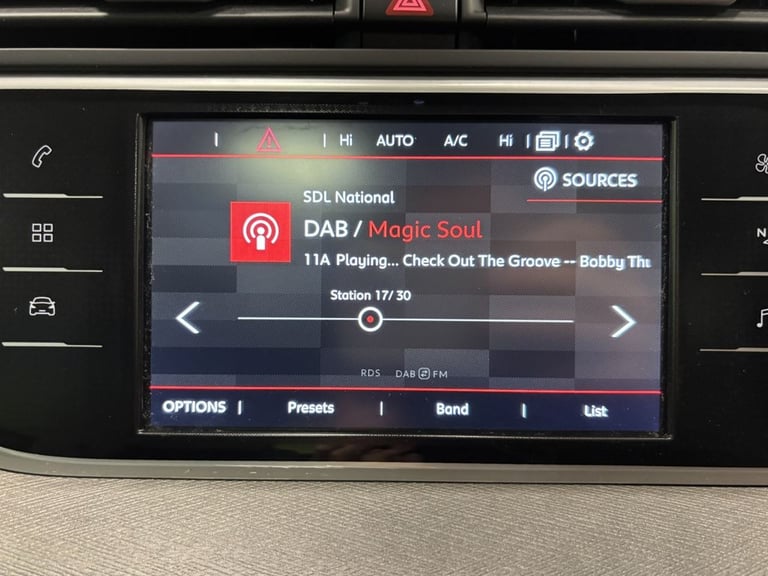 Hi AUTO A/C Hi
SOURCES
SDL National
DAB / Magic Soul
11A Playing... Check Out The Groove -- Bobby
Station 17/ 30
RDS DAB FM
OPTIONS Presets Band List
N